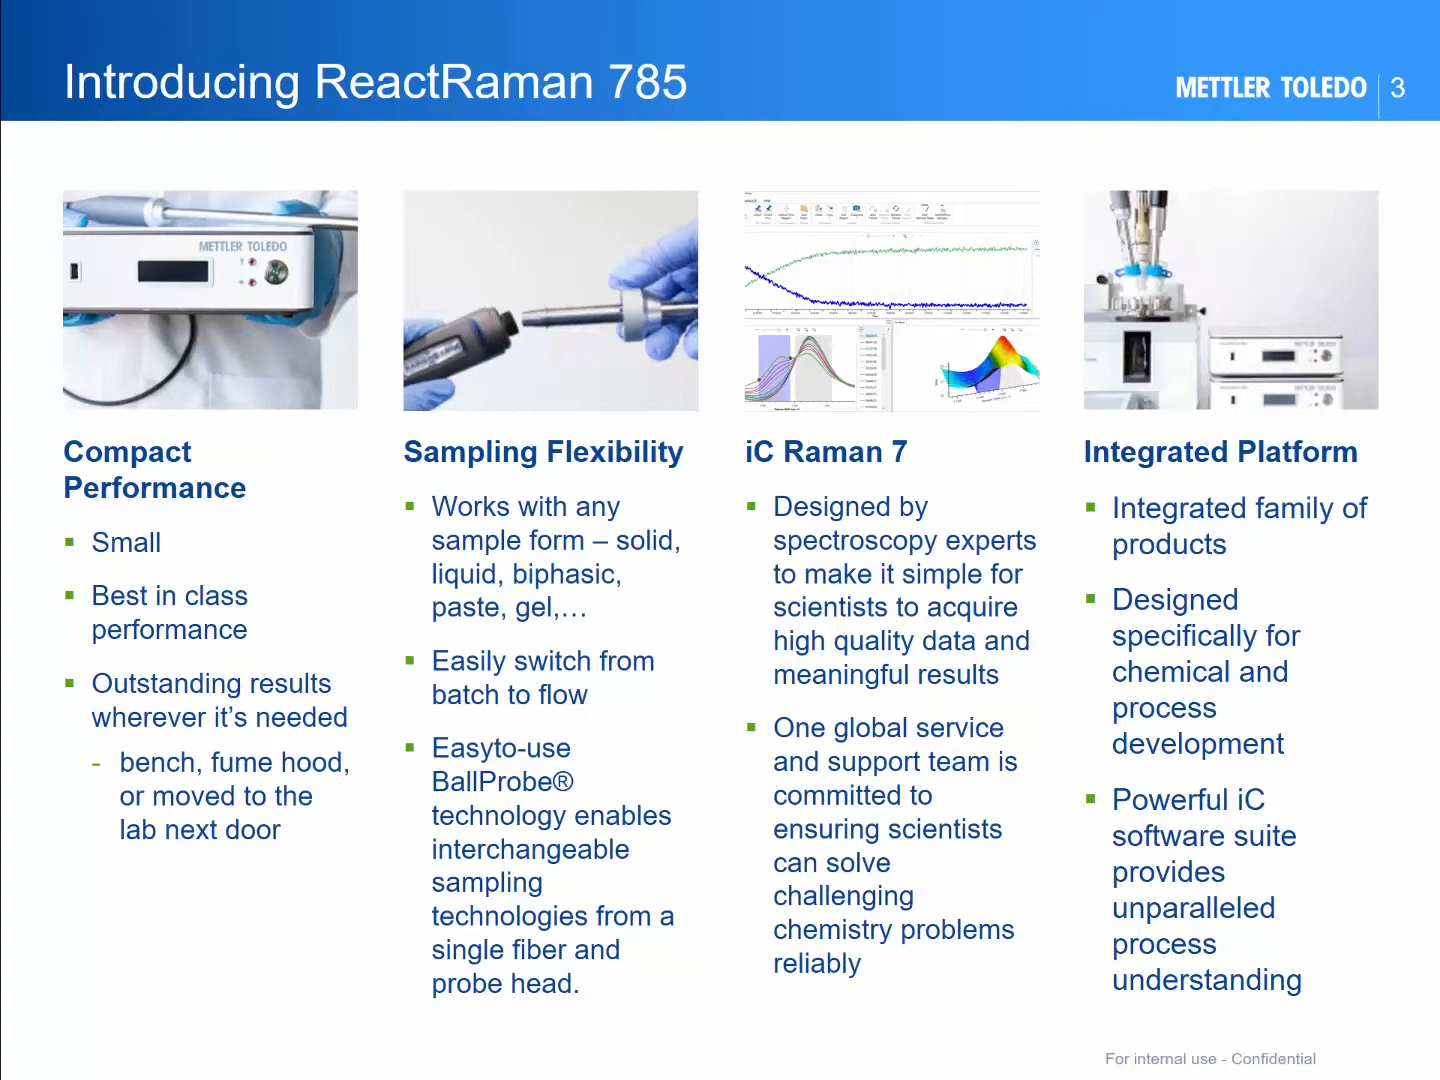 Introducing ReactRaman 785
METTLER TOLEDO
3
METTLER TOLEDO
Compact
Performance
Small
Best in class
performance
Outstanding results
wherever it's needed
- bench, fume hood,
or moved to the
lab next door
Sampling Flexibility
Works with any
sample form – solid,
liquid, biphasic,
paste, gel,…
Easily switch from
batch to flow
Easyto-use
BallProbe®
technology enables
interchangeable
sampling
technologies from a
single fiber and
probe head.
iC Raman 7
Designed by
spectroscopy experts
to make it simple for
scientists to acquire
high quality data and
meaningful results
One global service
and support team is
committed to
ensuring scientists
can solve
challenging
chemistry problems
reliably
Integrated Platform
Integrated family of
products
Designed
specifically for
chemical and
process
development
Powerful iC
software suite
provides
unparalleled
process
understanding
For internal use - Confidential